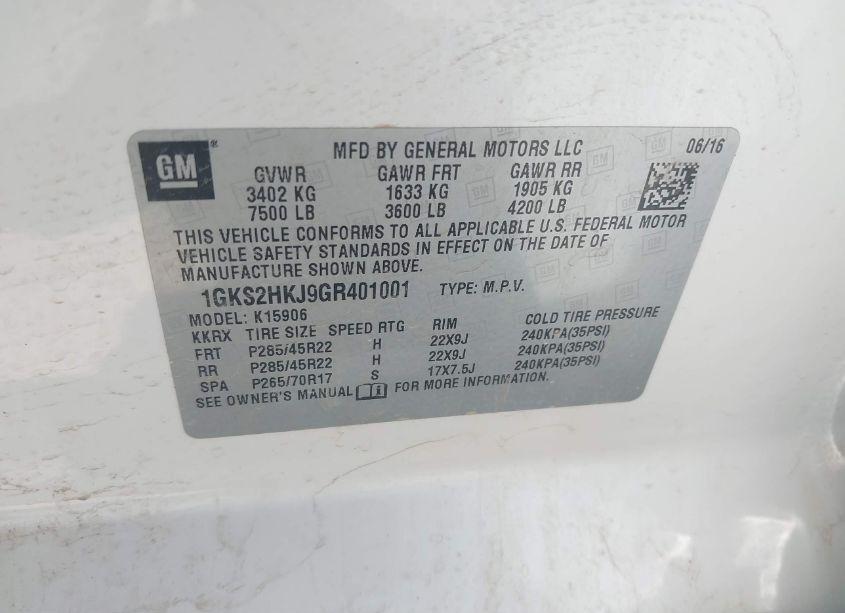 GM
MFD BY GENERAL MOTORS LLC 06/16
GVWR GAWR FRT GAWR RR
3402 KG 1633 KG 1905 KG
7500 LB 3600 LB 4200 LB
THIS VEHICLE CONFORMS TO ALL APPLICABLE U.S. FEDERAL MOTOR
VEHICLE SAFETY STANDARDS IN EFFECT ON THE DATE OF
MANUFACTURE SHOWN ABOVE.
1GKS2HKJ9GR401001 TYPE: M.P.V.
MODEL: K15906
KKRX TIRE SIZE SPEED RTG RIM COLD TIRE PRESSURE
FRT P285/45R22 H 22X9J 240KPA(35PSI)
RR P285/45R22 H 22X9J 240KPA(35PSI)
SPA P265/70R17 S 17X7.5J 240KPA(35PSI)
SEE OWNER'S MANUAL FOR MORE INFORMATION.